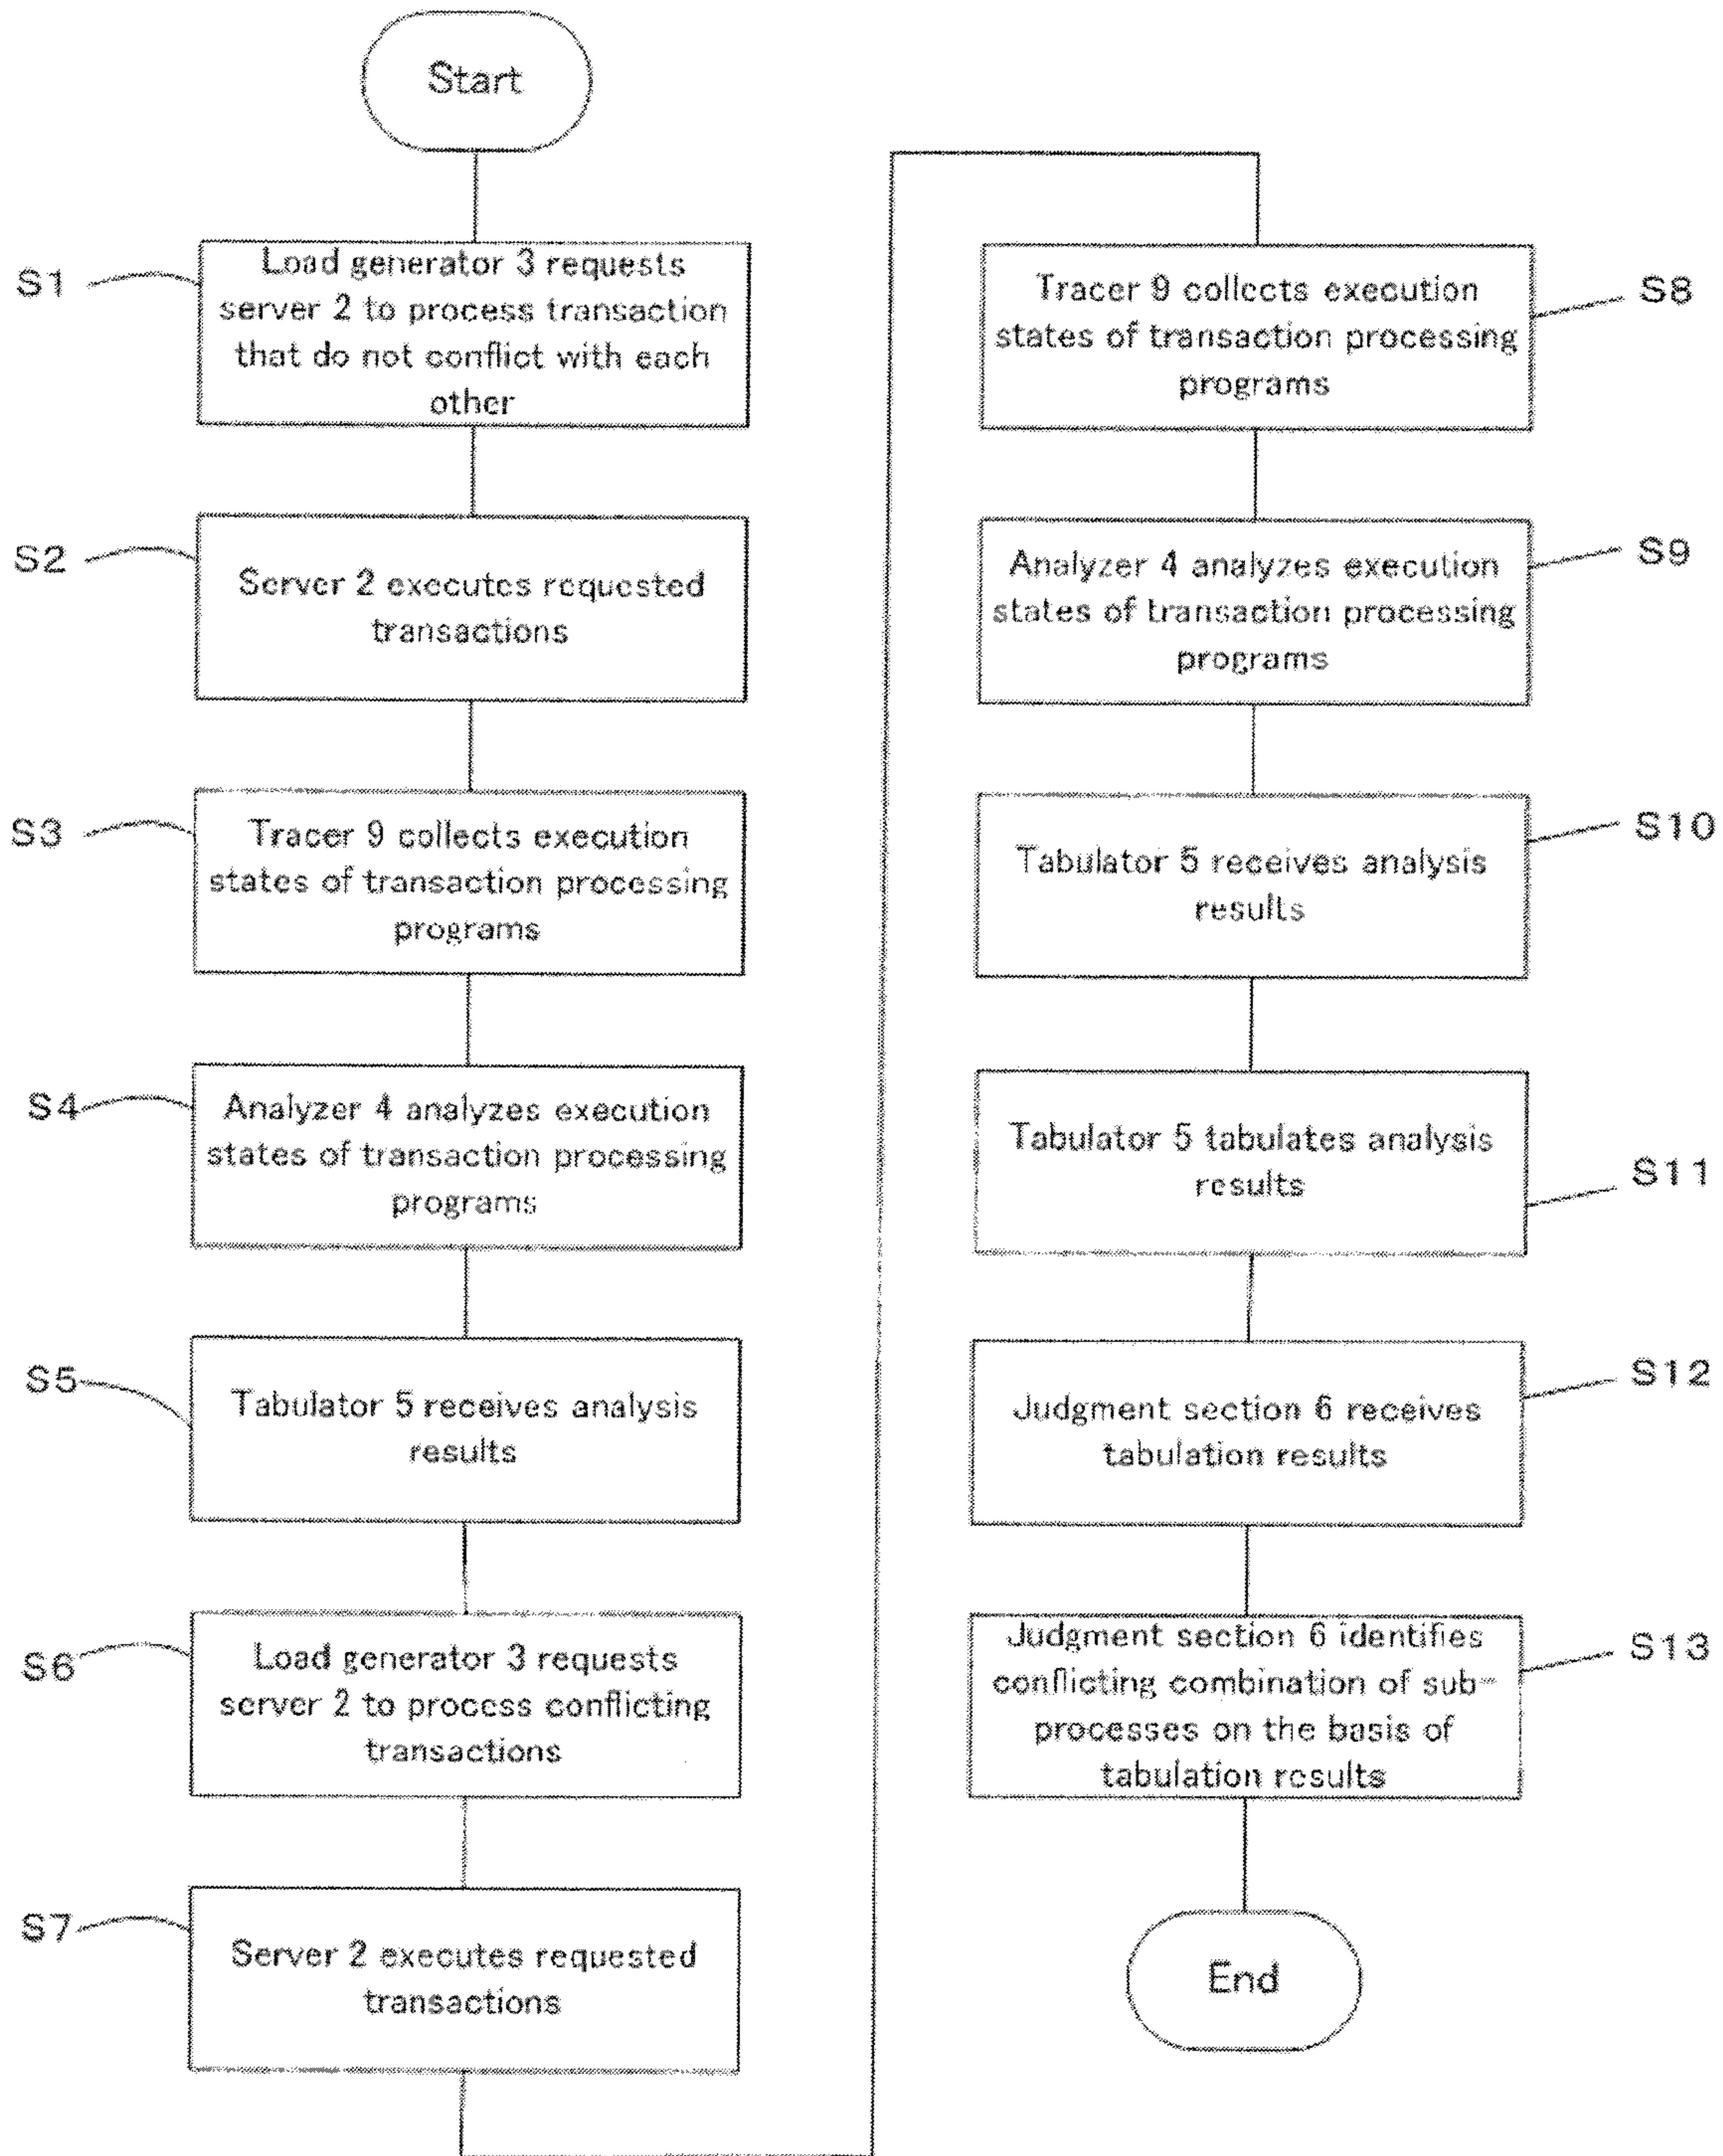 Start
S1
Load generator 3 requests
server 2 to process transaction
that do not conflict with each
other
S2
Server 2 executes requested
transactions
S3
Tracer 9 collects execution
states of transaction processing
programs
S4
Analyzer 4 analyzes execution
states of transaction processing
programs
S5
Tabulator 5 receives analysis
results
S6
Load generator 3 requests
server 2 to process conflicting
transactions
S7
Server 2 executes requested
transactions
S8
Tracer 9 collects execution
states of transaction processing
programs
S9
Analyzer 4 analyzes execution
states of transaction processing
programs
S10
Tabulator 5 receives analysis
results
S11
Tabulator 5 tabulates analysis
results
S12
Judgment section 6 receives
tabulation results
S13
Judgment section 6 identifies
conflicting combination of sub-
processes on the basis of
tabulation results
End